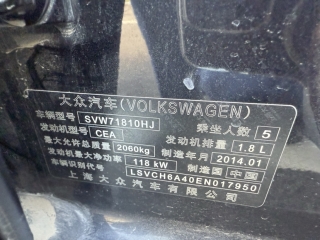 大众汽车(VOLKSWAGEN)
车辆型号 SVW71810HJ 乘坐人数 5
发动机型号 CEA 发动机排量 1.8 L
最大允许总质量 2060kg 制造年月 2014.01
发动机最大净功率 118 kW 制造国 中国
车辆识别代号 LSVCH6A40EN017950
上海大众汽车有限公司